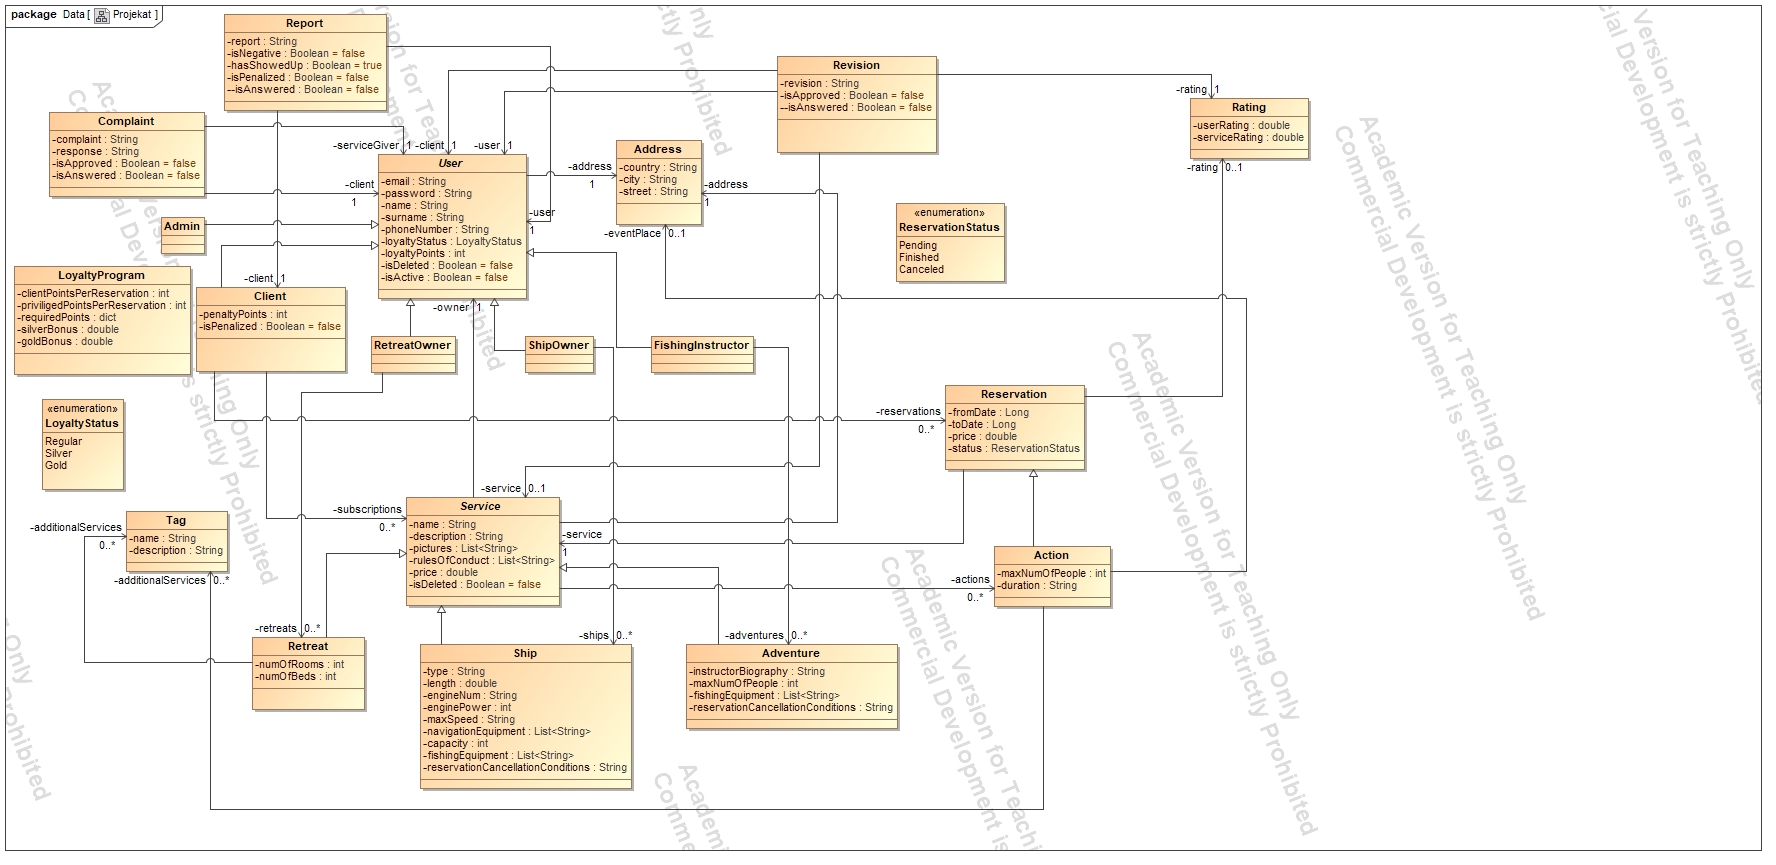 package Data [ Projekat ]
Report
-report : String
-isNegative : Boolean = false
-hasShowedUp : Boolean = true
-isPenalized : Boolean = false
--isAnswered : Boolean = false
Complaint
-complaint : String
-response : String
-isApproved : Boolean = false
-isAnswered : Boolean = false
Revision
-revision : String
-isApproved : Boolean = false
--isAnswered : Boolean = false
-rating 1
Rating
-userRating : double
-serviceRating : double
-rating 0..1
-serviceGiver 1
-client 1
-user 1
User
-email : String
-password : String
-name : String
-surname : String
-phoneNumber : String
-loyaltyStatus : LoyaltyStatus
-loyaltyPoints : int
-isDeleted : Boolean = false
-isActive : Boolean = false
-client
1
-user
1
-address
1
Address
-country : String
-city : String
-street : String
-address
1
-eventPlace 0..1
«enumeration»
ReservationStatus
Pending
Finished
Canceled
Admin
LoyaltyProgram
-clientPointsPerReservation : int
-priviligedPointsPerReservation : int
-requiredPoints : dict
-silverBonus : double
-goldBonus : double
-client 1
Client
-penaltyPoints : int
-isPenalized : Boolean = false
-owner 1
RetreatOwner
ShipOwner
FishingInstructor
«enumeration»
LoyaltyStatus
Regular
Silver
Gold
-reservations
0..*
Reservation
-fromDate : Long
-toDate : Long
-price : double
-status : ReservationStatus
-service 0..1
-subscriptions
0..*
Service
-name : String
-description : String
-pictures : List<String>
-rulesOfConduct : List<String>
-price : double
-isDeleted : Boolean = false
-service
1
-actions
0..*
Action
-maxNumOfPeople : int
-duration : String
-additionalServices
0..*
Tag
-name : String
-description : String
-additionalServices 0..*
-retreats 0..*
Retreat
-numOfRooms : int
-numOfBeds : int
-ships 0..*
Ship
-type : String
-length : double
-engineNum : String
-enginePower : int
-maxSpeed : String
-navigationEquipment : List<String>
-capacity : int
-fishingEquipment : List<String>
-reservationCancellationConditions : String
-adventures 0..*
Adventure
-instructorBiography : String
-maxNumOfPeople : int
-fishingEquipment : List<String>
-reservationCancellationConditions : String
Academic Version for Teaching Only
Commercial Development is strictly Prohibited
Academic Version for Teaching Only
Commercial Development is strictly Prohibited